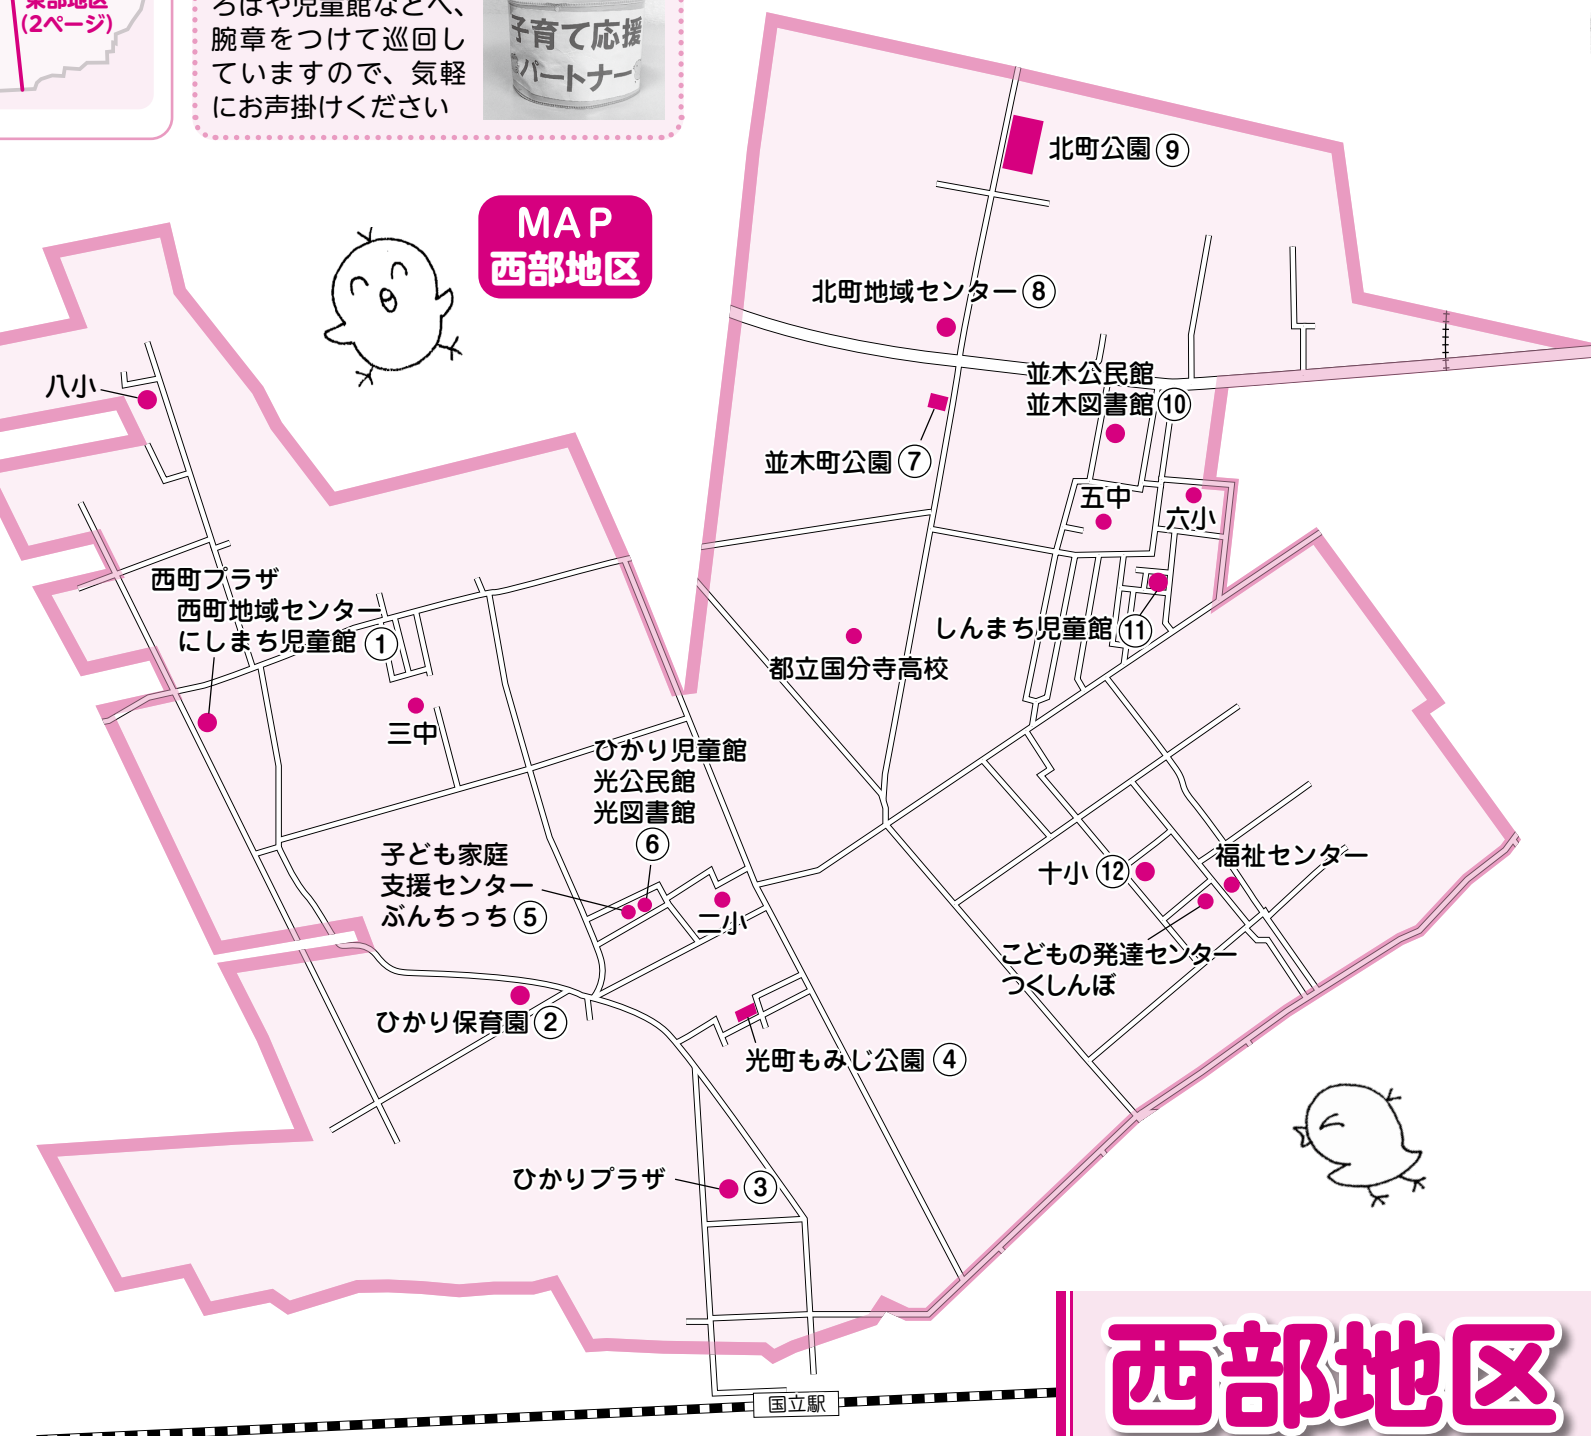 東部地区
(2ページ)
ろばや児童館などへ、
腕章をつけて巡回し
ていますので、気軽
にお声掛けください
子育て応援
パートナー
MAP
西部地区
北町公園⑨
北町地域センター⑧
八小
並木公民館
並木図書館⑩
並木町公園⑦
五中
六小
西町プラザ
西町地域センター
にしまち児童館①
しんまち児童館⑪
都立国分寺高校
三中
ひかり児童館
光公民館
光図書館
⑥
子ども家庭
支援センター
ぶんちっち⑤
二小
十小⑫
福祉センター
こどもの発達センター
つくしんぼ
ひかり保育園②
光町もみじ公園④
ひかりプラザ③
国立駅
西部地区